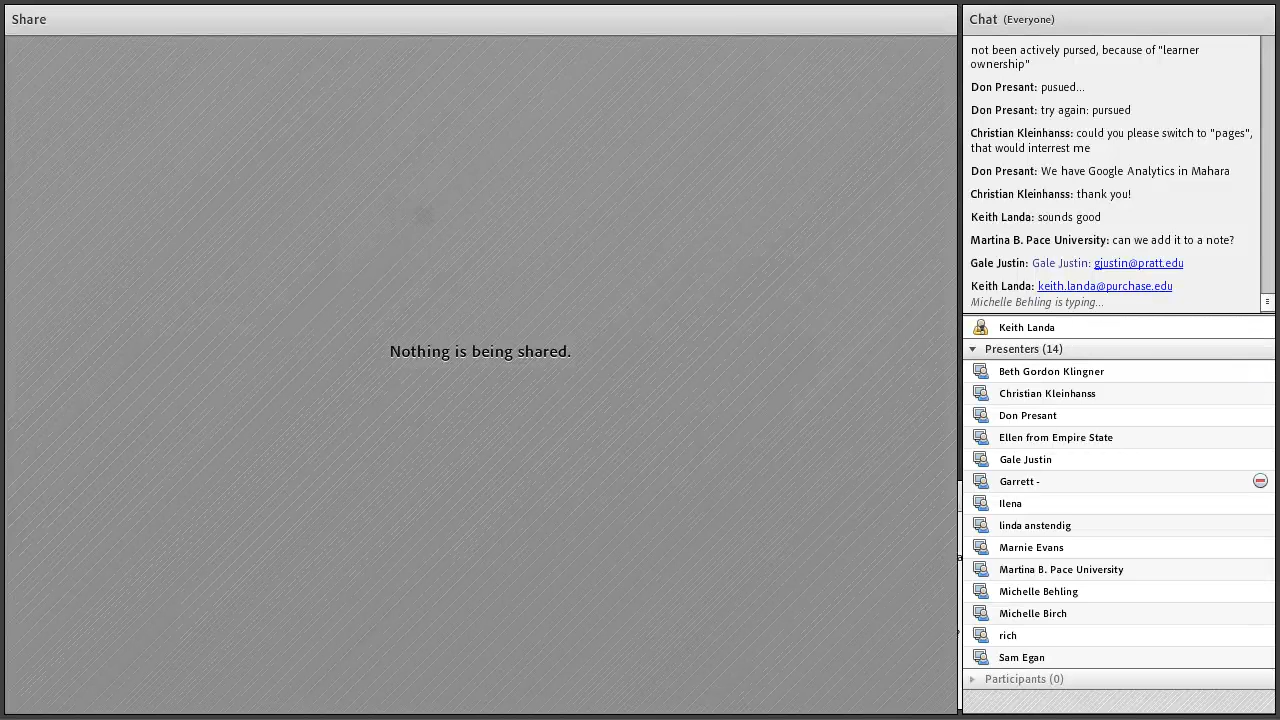 Share
Nothing is being shared.
Chat (Everyone)
not been actively pursed, because of "learner
ownership"
Don Presant: pusued...
Don Presant: try again: pursued
Christian Kleinhanss: could you please switch to "pages",
that would interrest me
Don Presant: We have Google Analytics in Mahara
Christian Kleinhanss: thank you!
Keith Landa: sounds good
Martina B. Pace University: can we add it to a note?
Gale Justin: Gale Justin: gjustin@pratt.edu
Keith Landa: keith.landa@purchase.edu
Michelle Behling is typing...
Keith Landa
Presenters (14)
Beth Gordon Klingner
Christian Kleinhanss
Don Presant
Ellen from Empire State
Gale Justin
Garrett -
Ilena
linda anstendig
Marnie Evans
Martina B. Pace University
Michelle Behling
Michelle Birch
rich
Sam Egan
Participants (0)